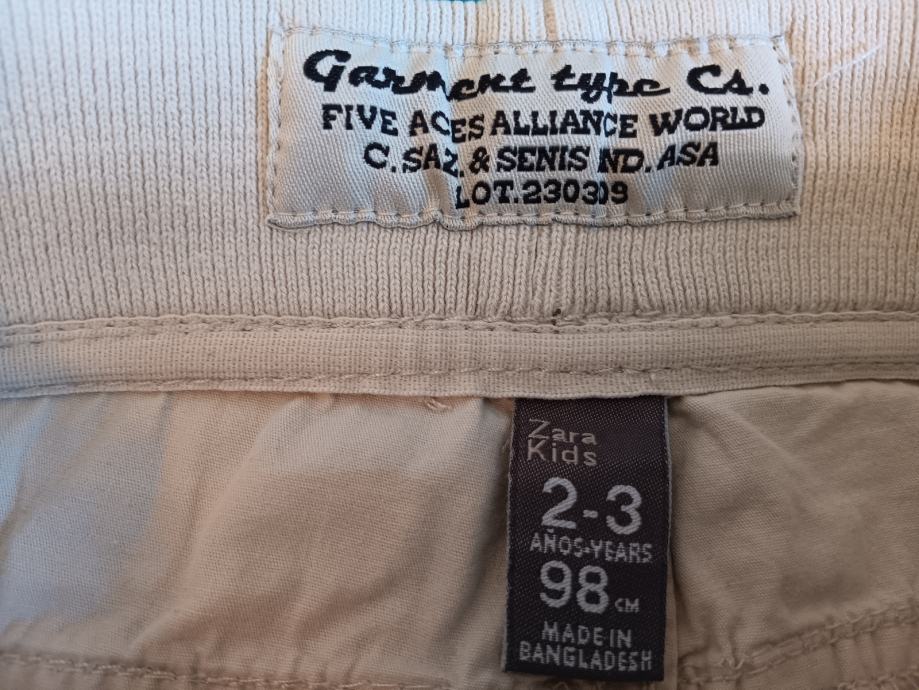 Garment type Cs.
FIVE ACES ALLIANCE WORLD
C.SAZ. & SENIS IND. ASA
LOT.230309
Zara
Kids
2-3
AÑOS-YEARS
98 CM
MADE IN
BANGLADESH